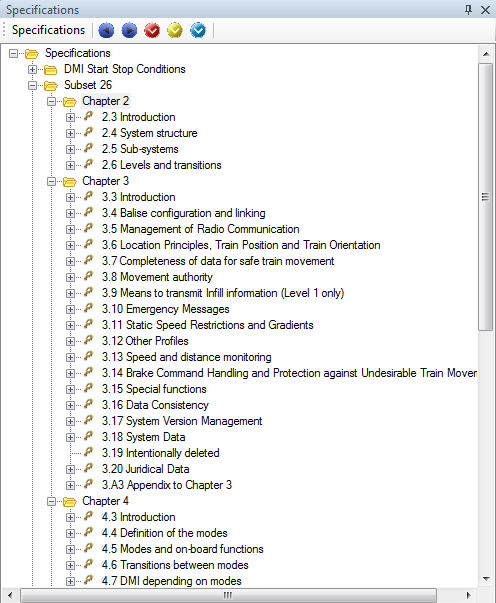 Specifications
Specifications
Specifications
DMI Start Stop Conditions
Subset 26
Chapter 2
2.3 Introduction
2.4 System structure
2.5 Sub-systems
2.6 Levels and transitions
Chapter 3
3.3 Introduction
3.4 Balise configuration and linking
3.5 Management of Radio Communication
3.6 Location Principles, Train Position and Train Orientation
3.7 Completeness of data for safe train movement
3.8 Movement authority
3.9 Means to transmit Infill information (Level 1 only)
3.10 Emergency Messages
3.11 Static Speed Restrictions and Gradients
3.12 Other Profiles
3.13 Speed and distance monitoring
3.14 Brake Command Handling and Protection against Undesirable Train Movem
3.15 Special functions
3.16 Data Consistency
3.17 System Version Management
3.18 System Data
3.19 Intentionally deleted
3.20 Juridical Data
3.A3 Appendix to Chapter 3
Chapter 4
4.3 Introduction
4.4 Definition of the modes
4.5 Modes and on-board functions
4.6 Transitions between modes
4.7 DMI depending on modes